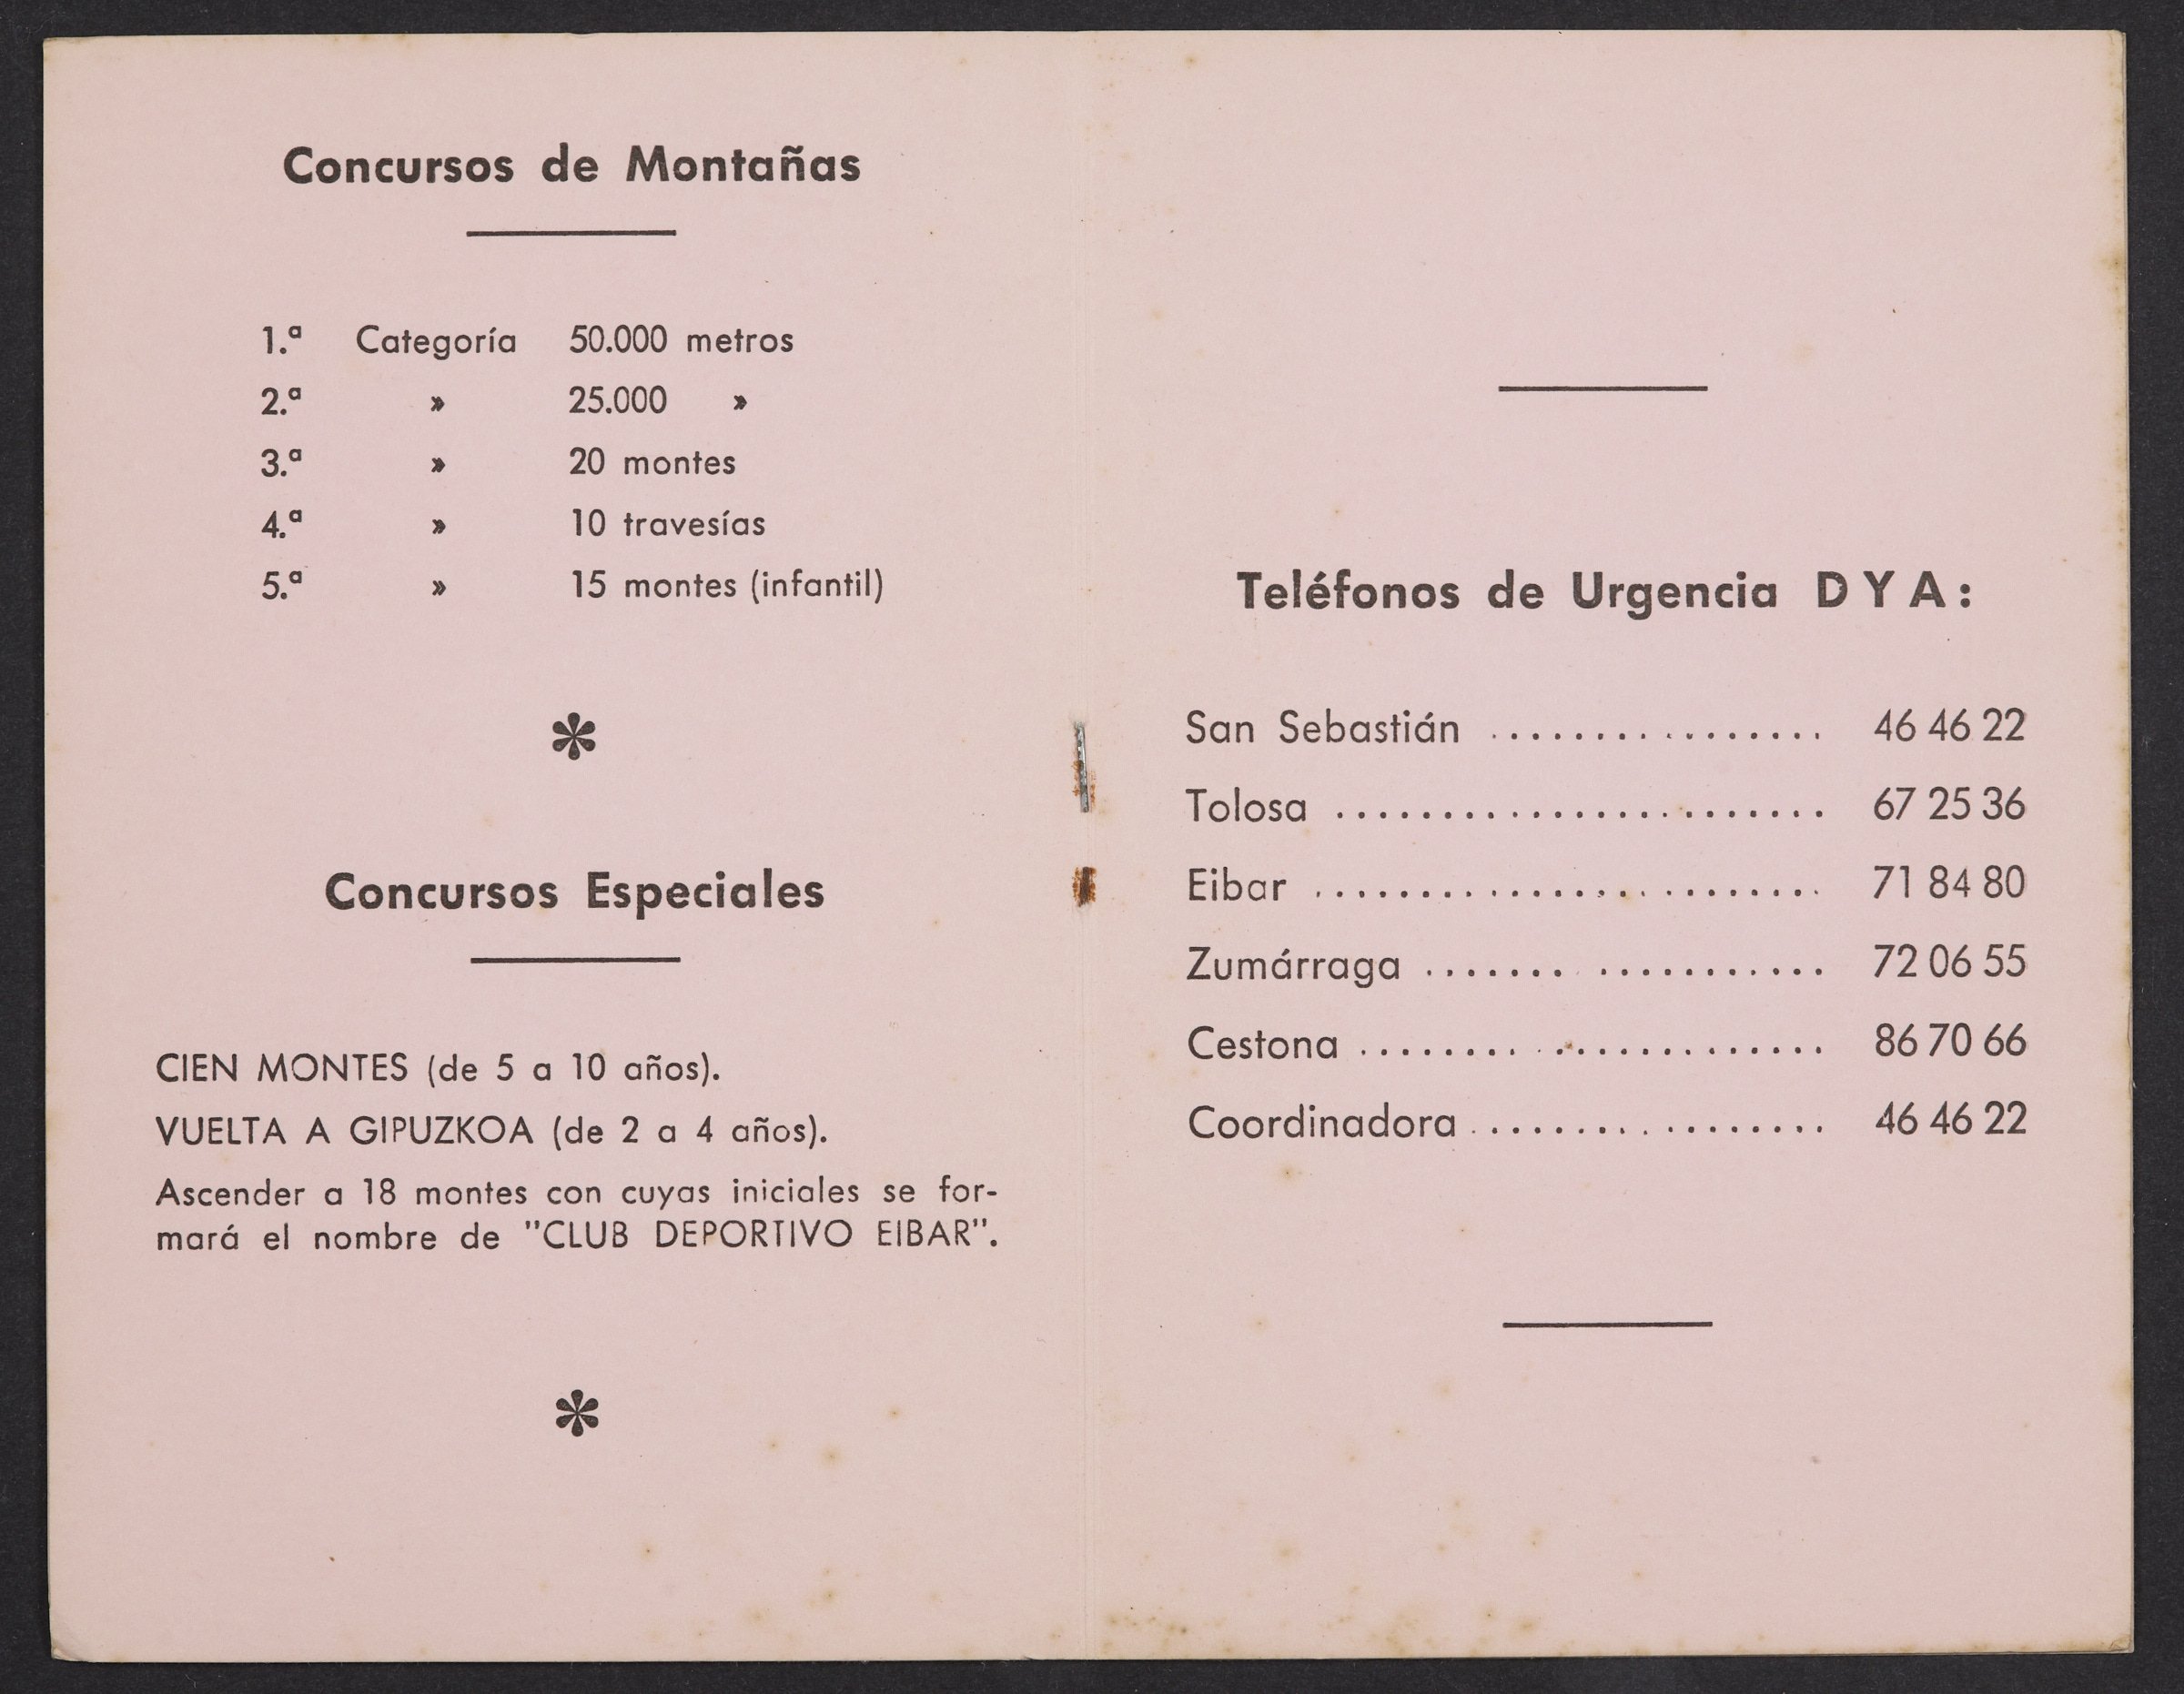 Concursos de Montañas
1.ª Categoría 50.000 metros
2.ª » 25.000 »
3.ª » 20 montes
4.ª » 10 travesías
5.ª » 15 montes (infantil)
*
Concursos Especiales
CIEN MONTES (de 5 a 10 años).
VUELTA A GIPUZKOA (de 2 a 4 años).
Ascender a 18 montes con cuyas iniciales se for-
mará el nombre de "CLUB DEPORTIVO EIBAR".
*
Teléfonos de Urgencia D Y A :
San Sebastián ................ 46 46 22
Tolosa ........................ 67 25 36
Eibar ......................... 71 84 80
Zumárraga ....... ........... 72 06 55
Cestona ........ .............. 86 70 66
Coordinadora ................. 46 46 22